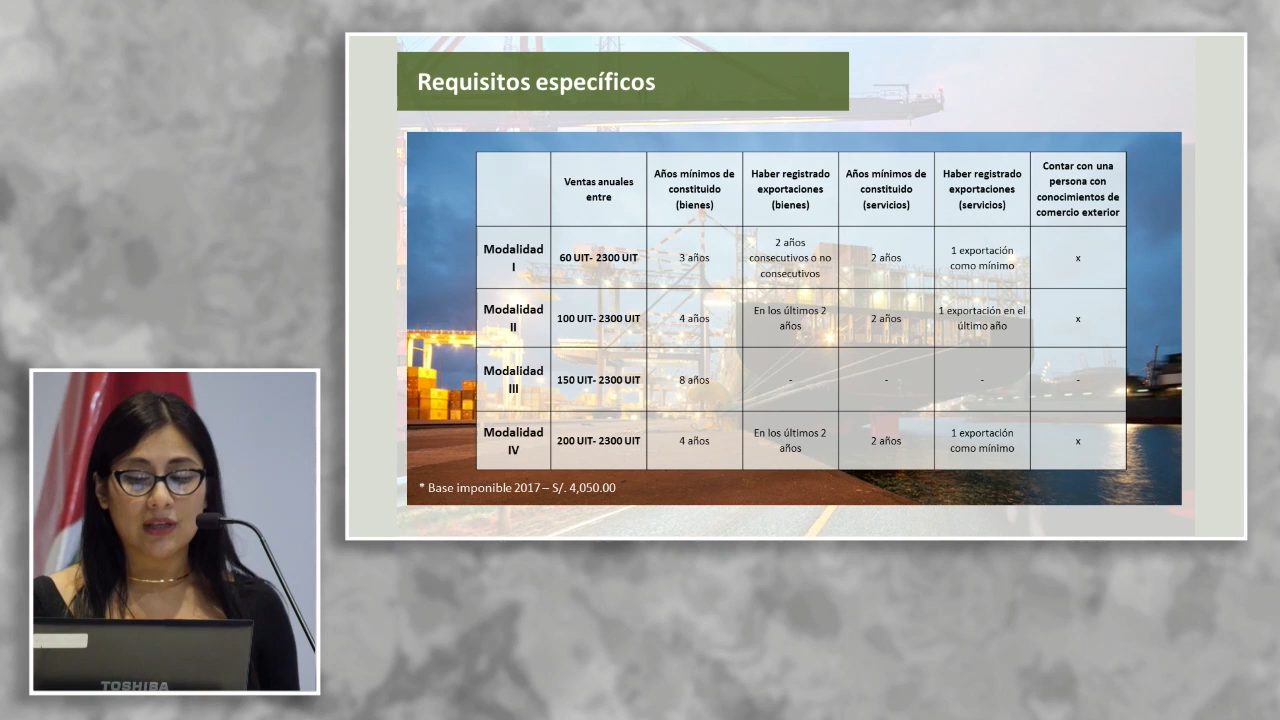 Requisitos específicos
Ventas anuales
entre
Años mínimos de
constituido
(bienes)
Haber registrado
exportaciones
(bienes)
Años mínimos de
constituido
(servicios)
Haber registrado
exportaciones
(servicios)
Contar con una
persona con
conocimientos de
comercio exterior
Modalidad
I
60 UIT- 2300 UIT
3 años
2 años
consecutivos o no
consecutivos
2 años
1 exportación
como mínimo
x
Modalidad
II
100 UIT- 2300 UIT
4 años
En los últimos 2
años
2 años
1 exportación en el
último año
x
Modalidad
III
150 UIT- 2300 UIT
8 años
-
-
-
-
Modalidad
IV
200 UIT- 2300 UIT
4 años
En los últimos 2
años
2 años
1 exportación
como mínimo
x
* Base imponible 2017 – S/. 4,050.00
TOSHIBA